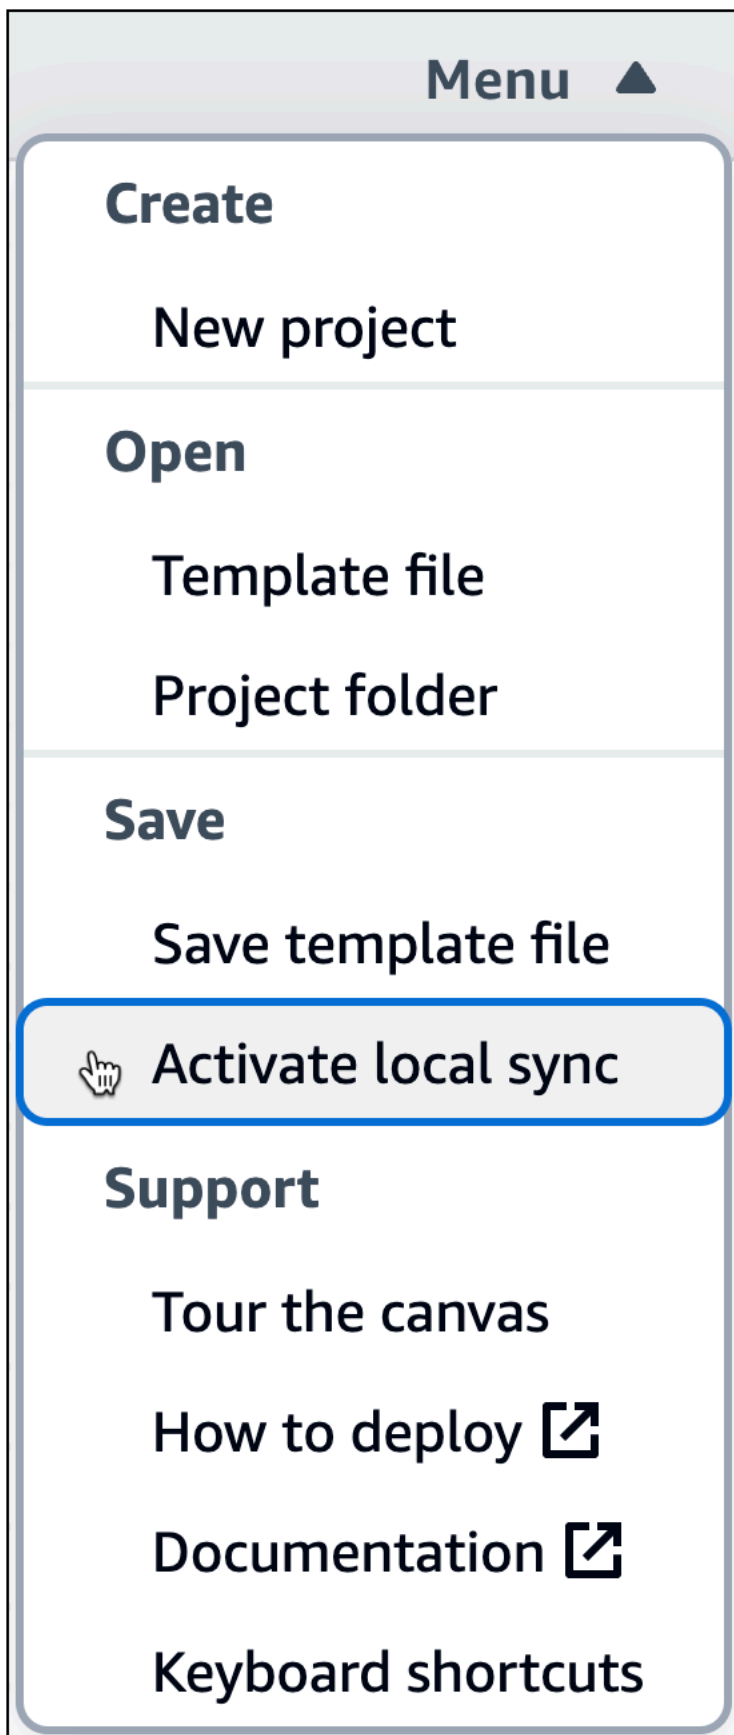 Menu
Create
New project
Open
Template file
Project folder
Save
Save template file
Activate local sync
Support
Tour the canvas
How to deploy
Documentation
Keyboard shortcuts